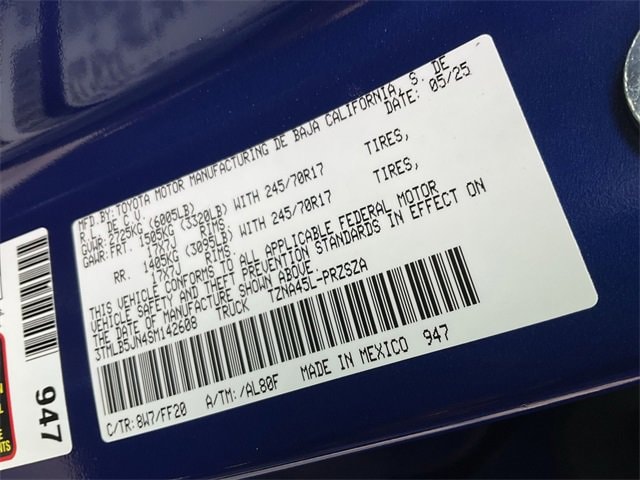 MFD.BY:TOYOTA MOTOR MANUFACTURING DE BAJA CALIFORNIA, S. DE
R.L. DE C.V. DATE: 05/25
GVWR: 2725KG (6005LB)
GAWR:FRT. 1505KG (3320LB) WITH 245/70R17 TIRES,
17X7J RIMS,
RR. 1405KG (3095LB) WITH 245/70R17 TIRES,
17X7J RIMS,
THIS VEHICLE CONFORMS TO ALL APPLICABLE FEDERAL MOTOR
VEHICLE SAFETY AND THEFT PREVENTION STANDARDS IN EFFECT ON
THE DATE OF MANUFACTURE SHOWN ABOVE.
3TMLB5JN4SM142608 TRUCK TZNA45L-PRZSZA
C/TR:8W7/FF20 A/TM:/AL80F MADE IN MEXICO 947
947